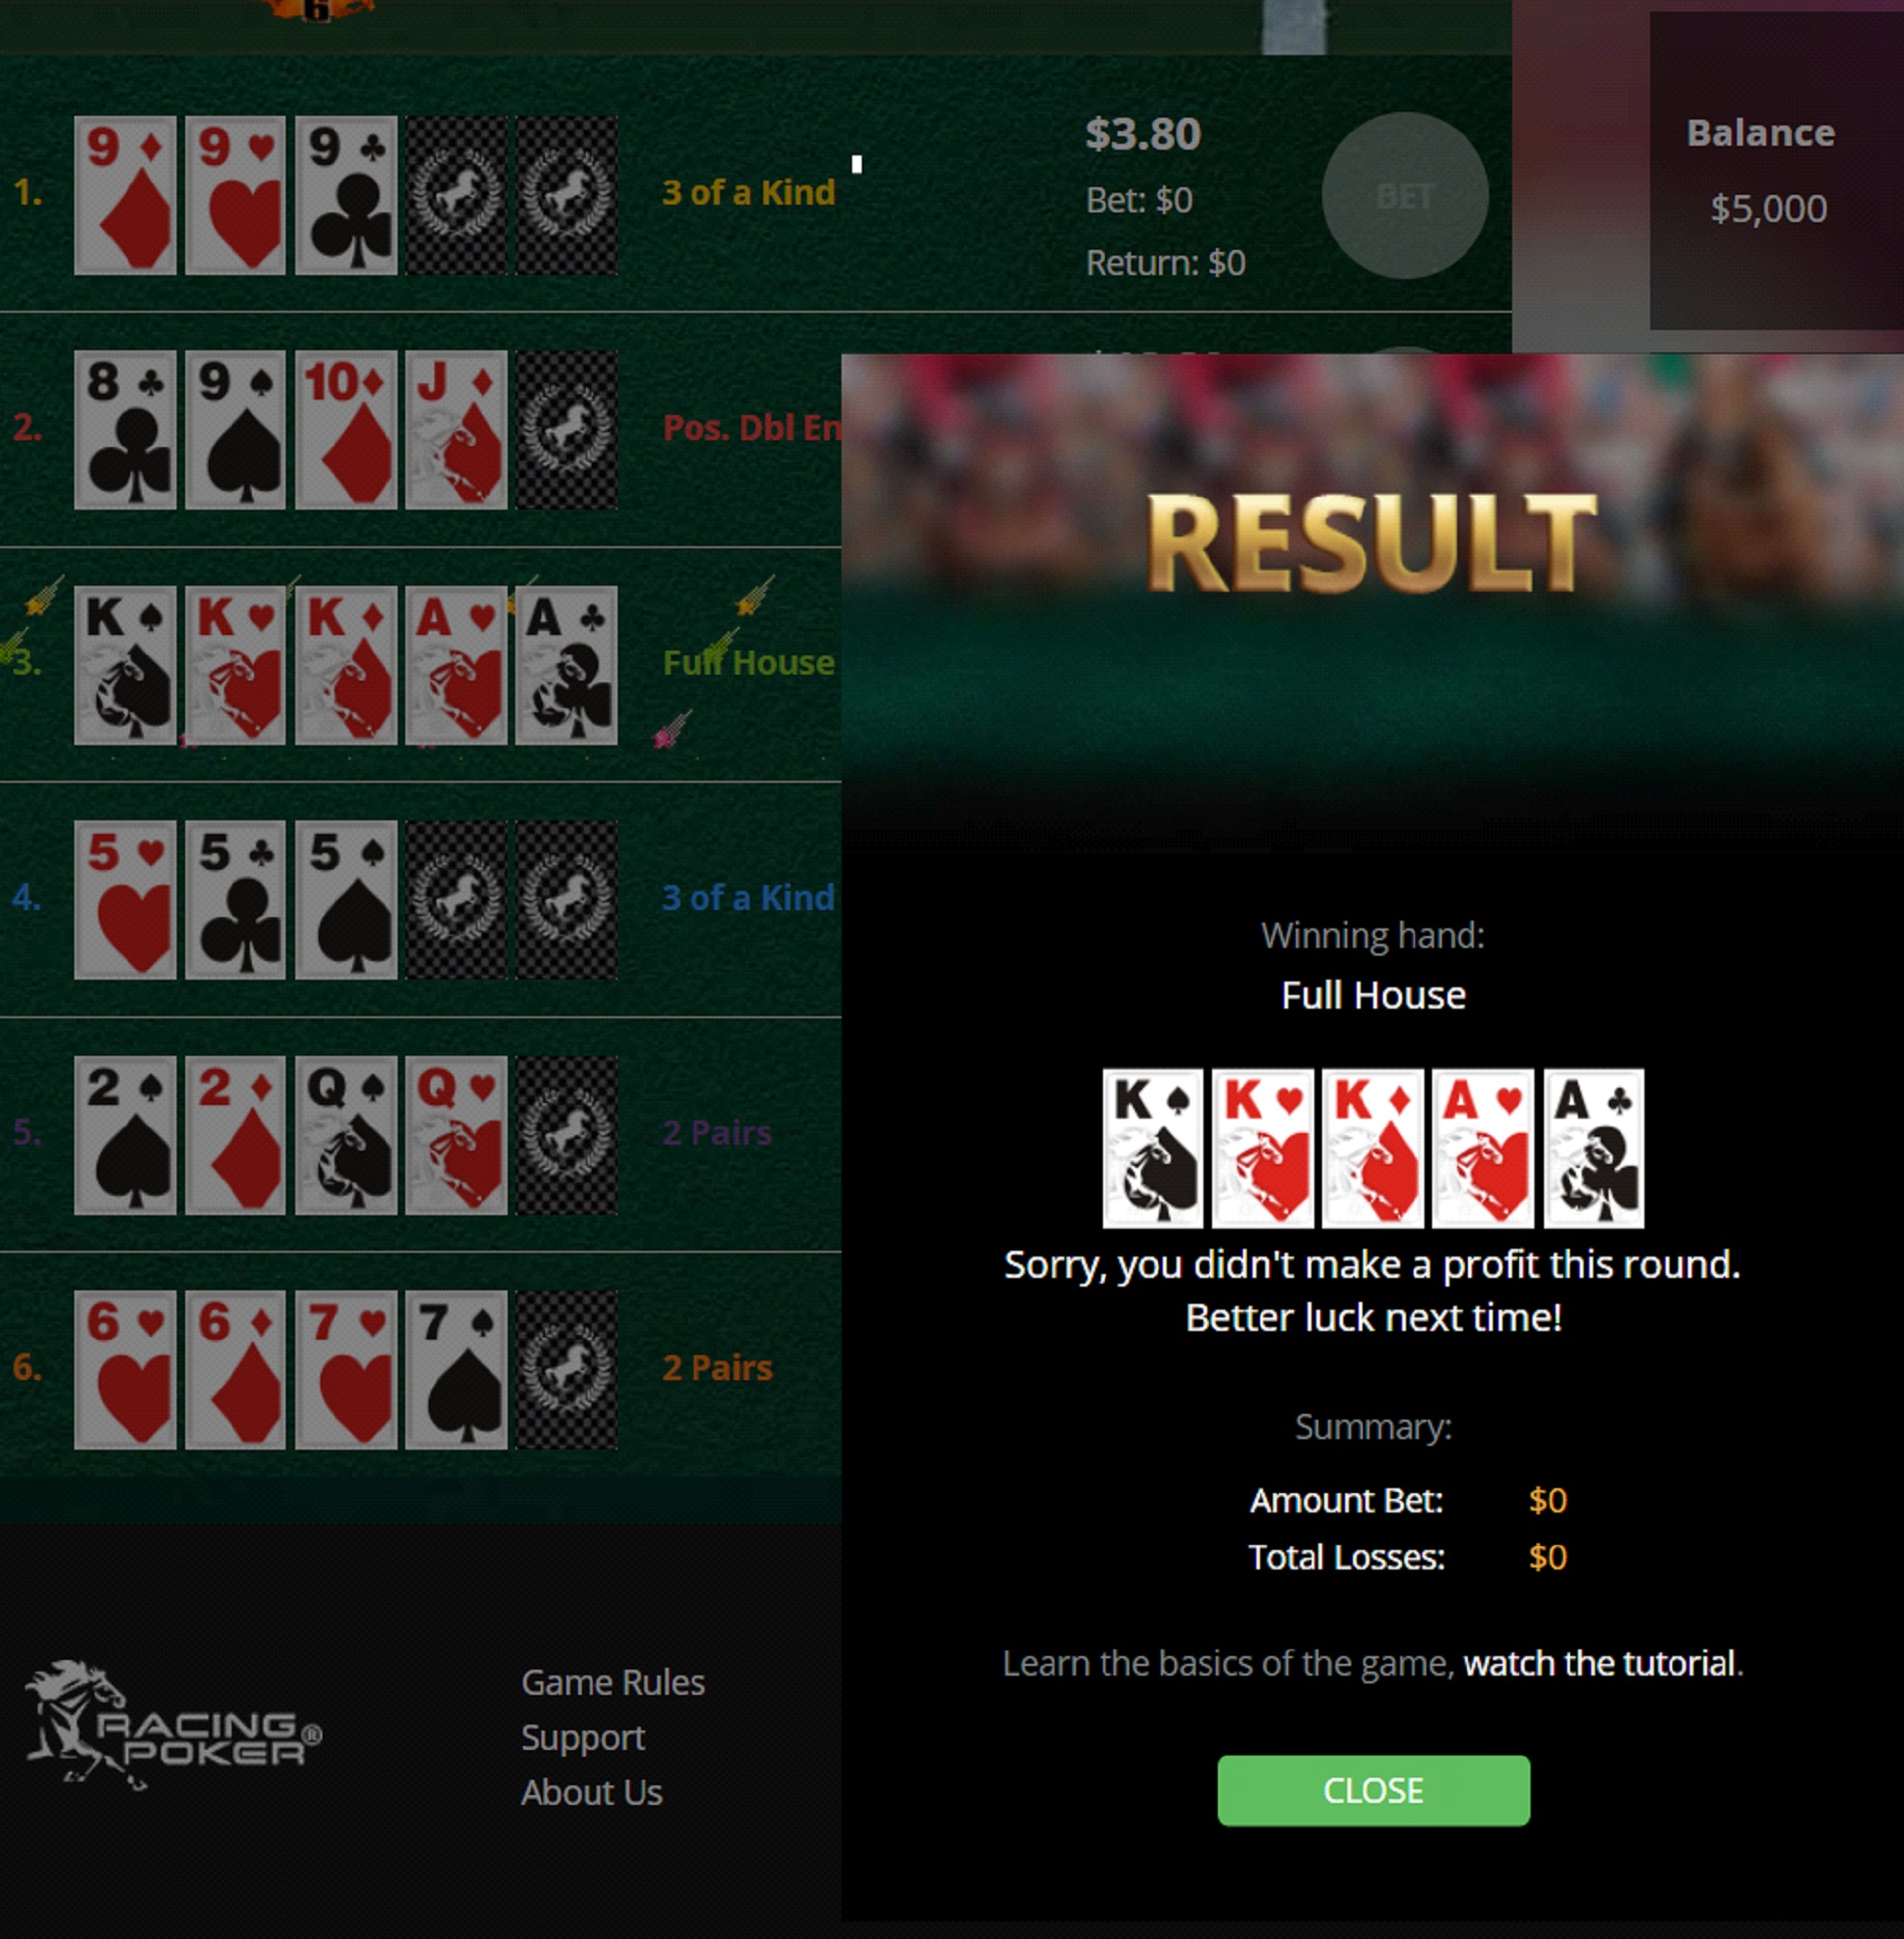 6
1.
9 9 9
3 of a Kind
$3.80
Bet: $0
Return: $0
BET
Balance
$5,000
2.
8 9 10 J
Pos. Dbl En
RESULT
3.
K K K A A
Full House
4.
5 5 5
3 of a Kind
Winning hand:
Full House
5.
2 2 Q Q
2 Pairs
K K K A A
Sorry, you didn't make a profit this round.
Better luck next time!
6.
6 6 7 7
2 Pairs
Summary:
Amount Bet: $0
Total Losses: $0
Learn the basics of the game, watch the tutorial.
RACING
POKER®
Game Rules
Support
About Us
CLOSE